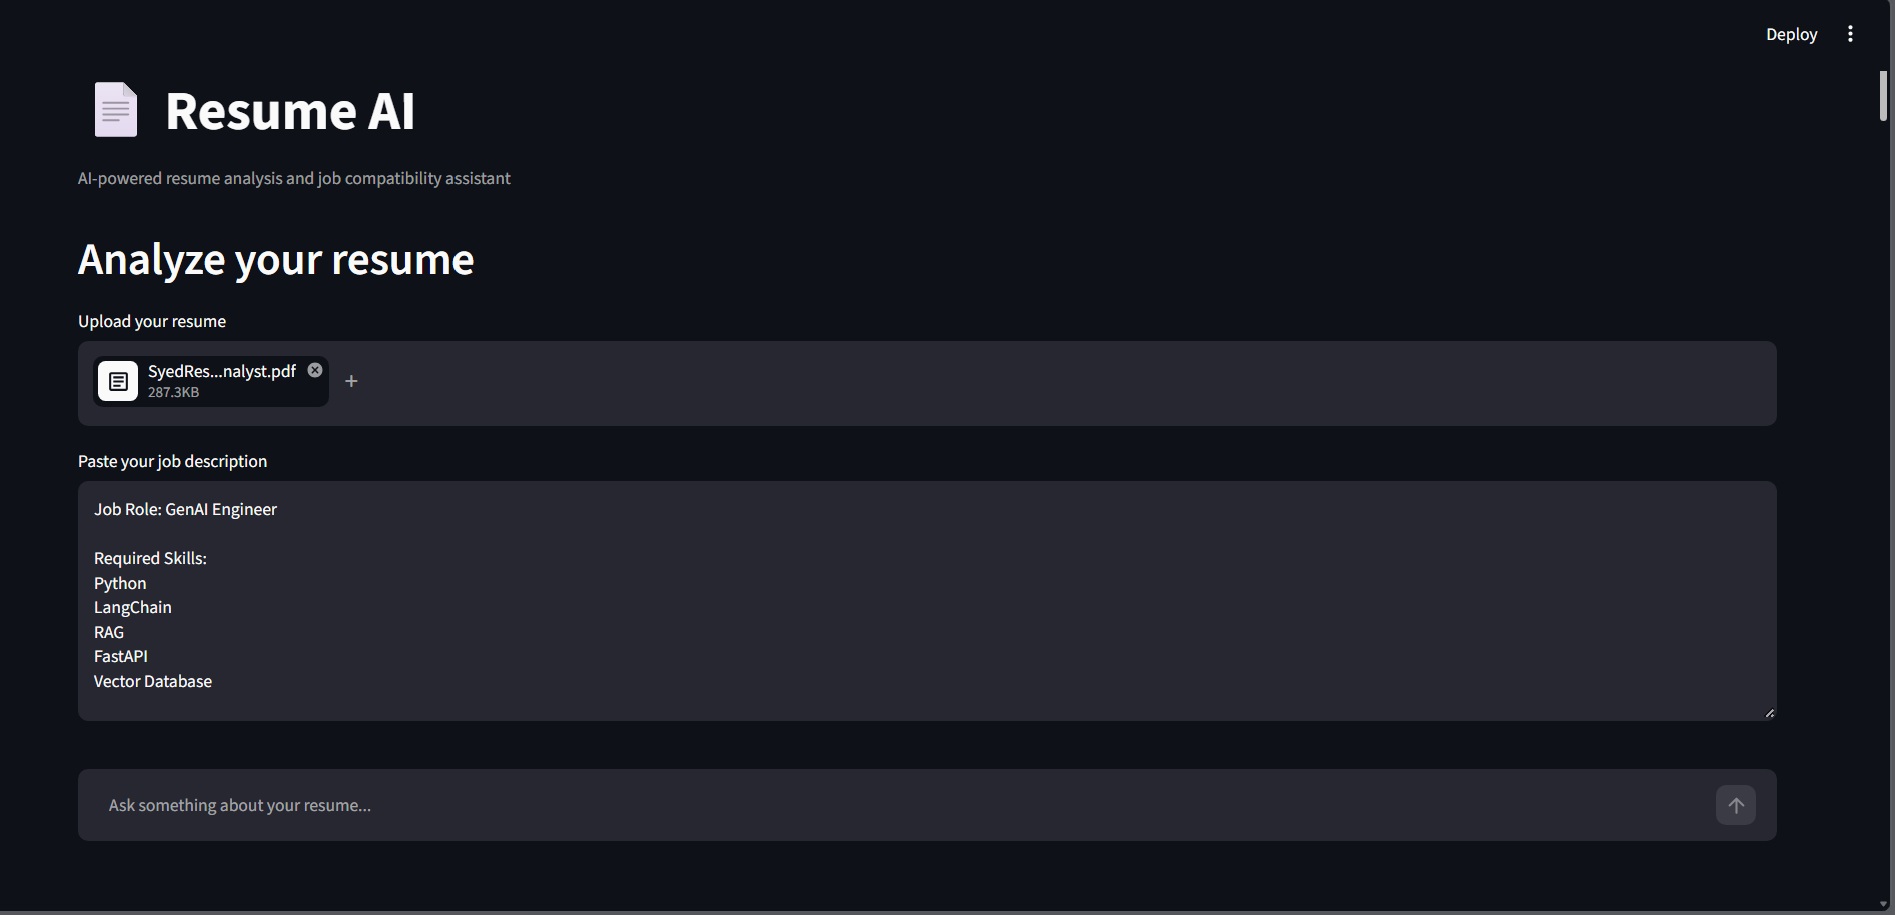 Deploy
Resume AI
AI-powered resume analysis and job compatibility assistant
Analyze your resume
Upload your resume
SyedRes...nalyst.pdf
287.3KB
Paste your job description
Job Role: GenAI Engineer
Required Skills:
Python
LangChain
RAG
FastAPI
Vector Database
Ask something about your resume...